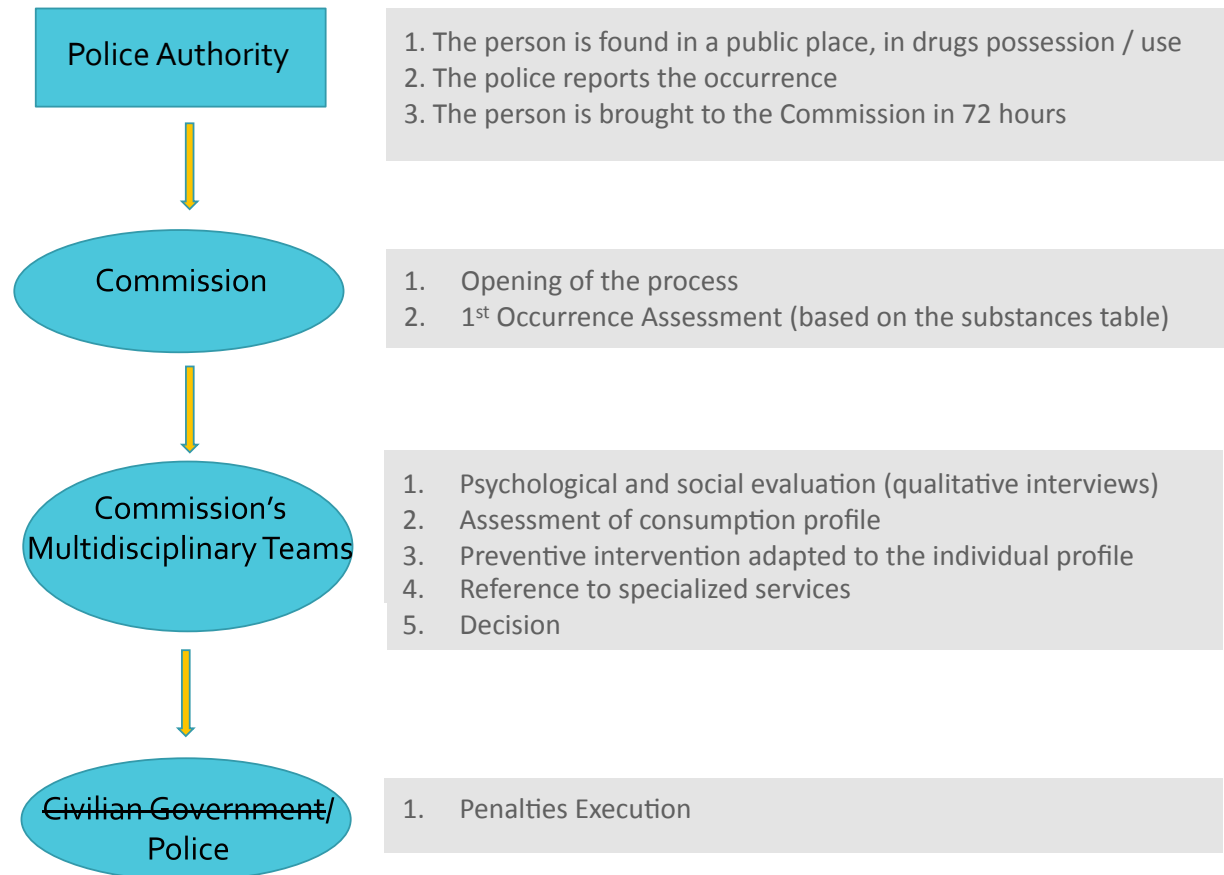 Police Authority
1. The person is found in a public place, in drugs possession / use
2. The police reports the occurrence
3. The person is brought to the Commission in 72 hours
Commission
1. Opening of the process
2. 1st Occurrence Assessment (based on the substances table)
Commission's
Multidisciplinary Teams
1. Psychological and social evaluation (qualitative interviews)
2. Assessment of consumption profile
3. Preventive intervention adapted to the individual profile
4. Reference to specialized services
5. Decision
Civilian Government/
Police
1. Penalties Execution